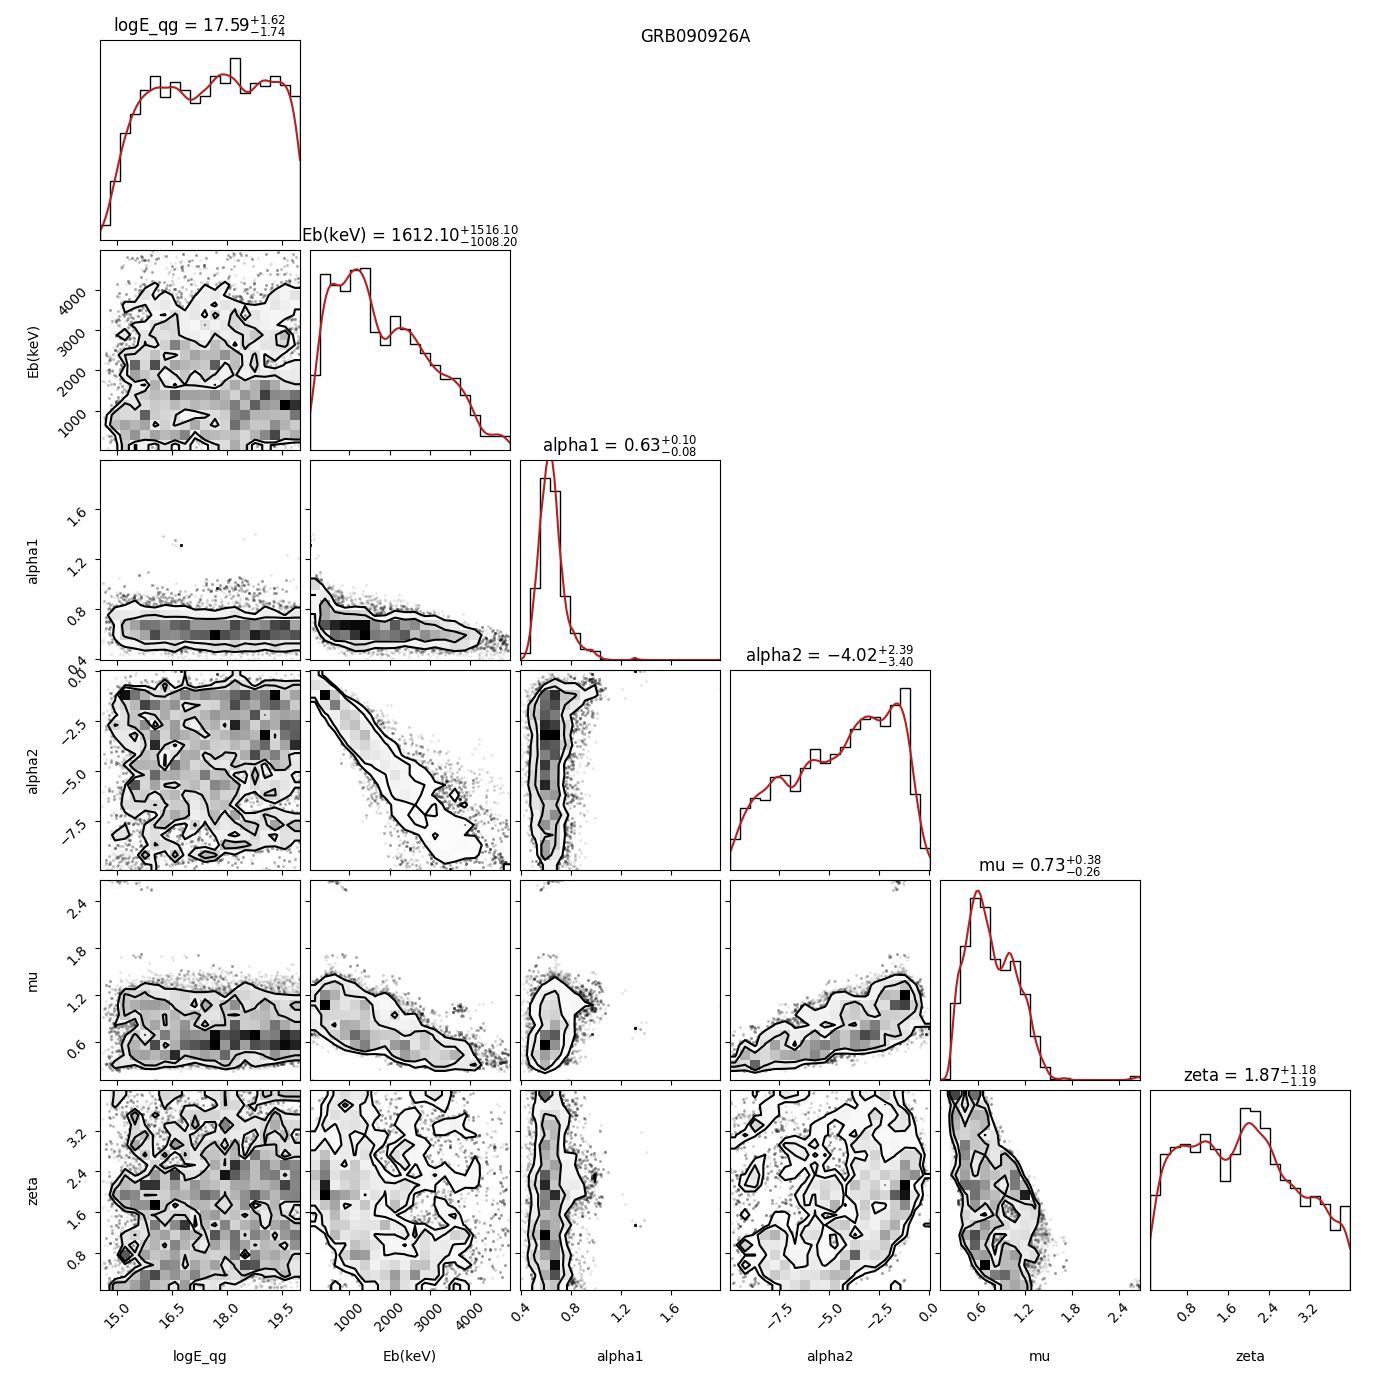 GRB090926A
logE_qg = 17.59+1.62 −1.74
Eb(keV) = 1612.10+1516.10 −1008.20
Eb(keV)
4000
3000
2000
1000
alpha1 = 0.63+0.10 −0.08
alpha1
1.6
1.2
0.8
0.4
alpha2 = −4.02+2.39 −3.40
alpha2
0.0
−2.5
−5.0
−7.5
mu = 0.73+0.38 −0.26
mu
2.4
1.8
1.2
0.6
zeta = 1.87+1.18 −1.19
zeta
3.2
2.4
1.6
0.8
15.0 16.5 18.0 19.5 1000 2000 3000 4000 0.4 0.8 1.2 1.6 −7.5 −5.0 −2.5 0.0 0.6 1.2 1.8 2.4 0.8 1.6 2.4 3.2
logE_qg Eb(keV) alpha1 alpha2 mu zeta